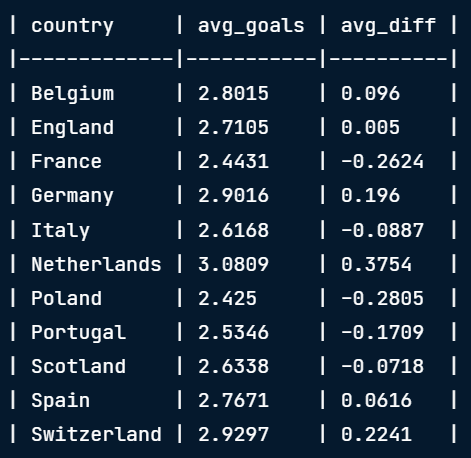 | country     | avg_goals | avg_diff |
|-------------|-----------|----------|
| Belgium     | 2.8015    | 0.096    |
| England     | 2.7105    | 0.005    |
| France      | 2.4431    | -0.2624  |
| Germany     | 2.9016    | 0.196    |
| Italy       | 2.6168    | -0.0887  |
| Netherlands | 3.0809    | 0.3754   |
| Poland      | 2.425     | -0.2805  |
| Portugal    | 2.5346    | -0.1709  |
| Scotland    | 2.6338    | -0.0718  |
| Spain       | 2.7671    | 0.0616   |
| Switzerland | 2.9297    | 0.2241   |